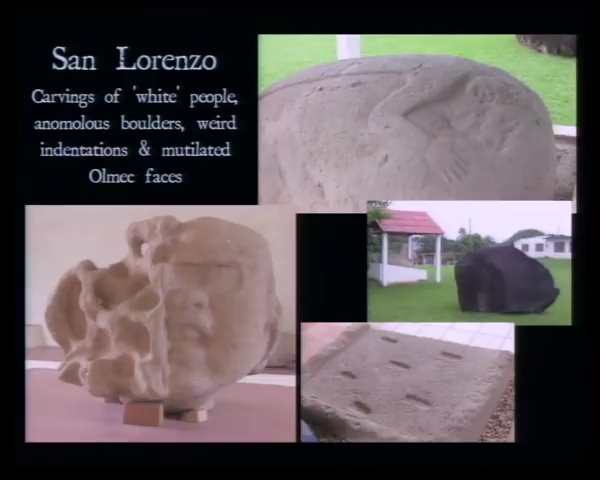 San Lorenzo
Carvings of 'white' people,
anomolous boulders, weird
indentations & mutilated
Olmec faces